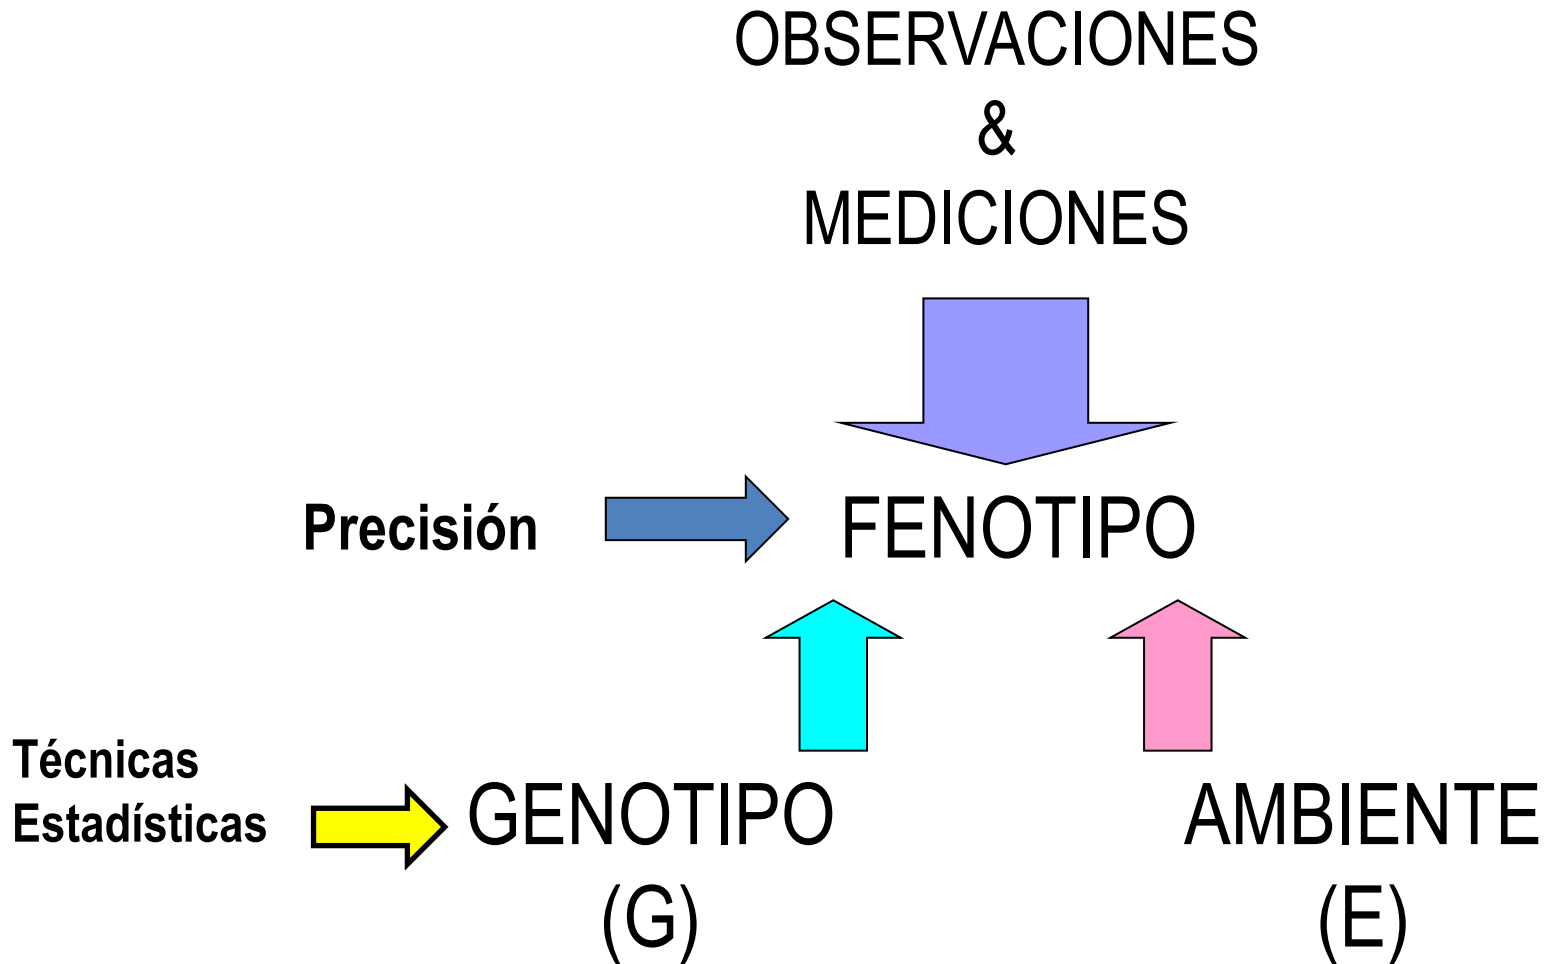 OBSERVACIONES
&
MEDICIONES
Precisión
FENOTIPO
Técnicas
Estadísticas
GENOTIPO
(G)
AMBIENTE
(E)